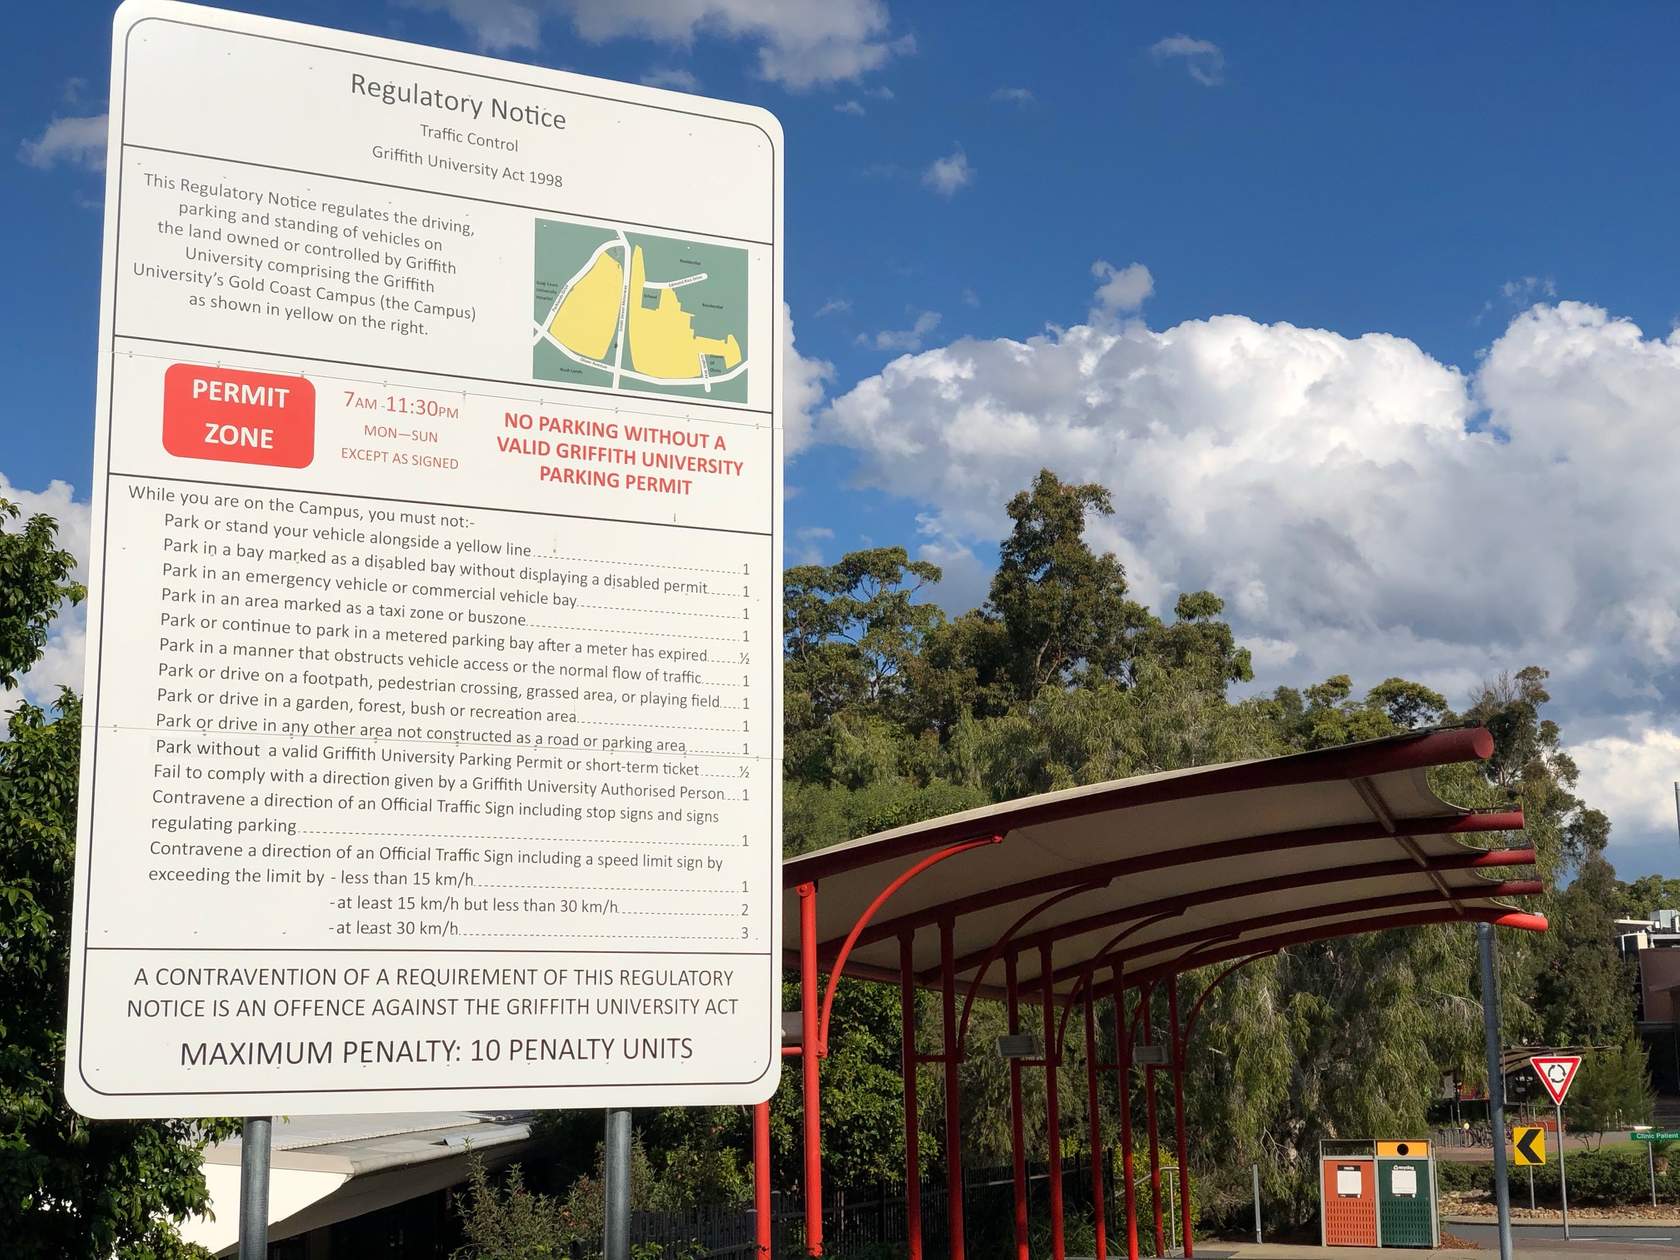 Regulatory Notice
Traffic Control
Griffith University Act 1998
This Regulatory Notice regulates the driving,
parking and standing of vehicles on
the land owned or controlled by Griffith
University comprising the Griffith
University's Gold Coast Campus (the Campus)
as shown in yellow on the right.
Residential
Gold Coast
University
Hospital
School
Residential
PERMIT
ZONE
7AM -11:30PM
MON—SUN
EXCEPT AS SIGNED
NO PARKING WITHOUT A
VALID GRIFFITH UNIVERSITY
PARKING PERMIT
While you are on the Campus, you must not:-
Park or stand your vehicle alongside a yellow line 1
Park in a bay marked as a disabled bay without displaying a disabled permit 1
Park in an emergency vehicle or commercial vehicle bay 1
Park in an area marked as a taxi zone or buszone 1
Park or continue to park in a metered parking bay after a meter has expired ½
Park in a manner that obstructs vehicle access or the normal flow of traffic 1
Park or drive on a footpath, pedestrian crossing, grassed area, or playing field 1
Park or drive in a garden, forest, bush or recreation area 1
Park or drive in any other area not constructed as a road or parking area 1
Park without a valid Griffith University Parking Permit or short-term ticket ½
Fail to comply with a direction given by a Griffith University Authorised Person 1
Contravene a direction of an Official Traffic Sign including stop signs and signs
regulating parking 1
Contravene a direction of an Official Traffic Sign including a speed limit sign by
exceeding the limit by - less than 15 km/h 1
-at least 15 km/h but less than 30 km/h 2
-at least 30 km/h 3
A CONTRAVENTION OF A REQUIREMENT OF THIS REGULATORY
NOTICE IS AN OFFENCE AGAINST THE GRIFFITH UNIVERSITY ACT
MAXIMUM PENALTY: 10 PENALTY UNITS
Clinic Patient